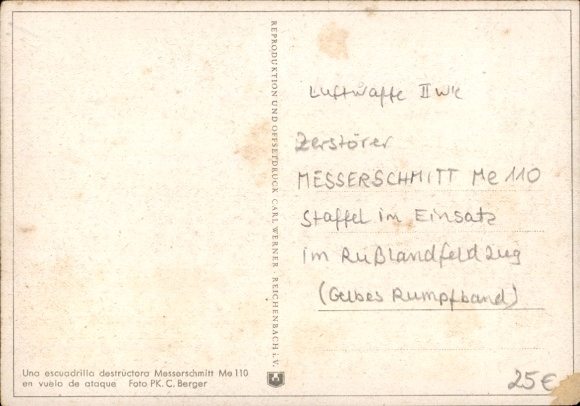 REPRODUKTION UND OFFSETDRUCK CARL WERNER · REICHENBACH i. V.
Luftwaffe II Wk
Zerstörer
MESSERSCHMITT Me 110
Staffel im Einsatz
im Rußlandfeldzug
(Gelbes Rumpfband)
Una escuadrilla destructora Messerschmitt Me 110
en vuelo de ataque Foto PK. C. Berger
25€